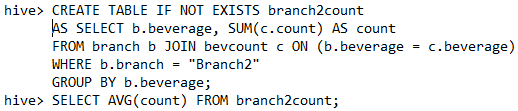 hive> CREATE TABLE IF NOT EXISTS branch2count
AS SELECT b.beverage, SUM(c.count) AS count
FROM branch b JOIN bevcount c ON (b.beverage = c.beverage)
WHERE b.branch = "Branch2"
GROUP BY b.beverage;
hive> SELECT AVG(count) FROM branch2count;